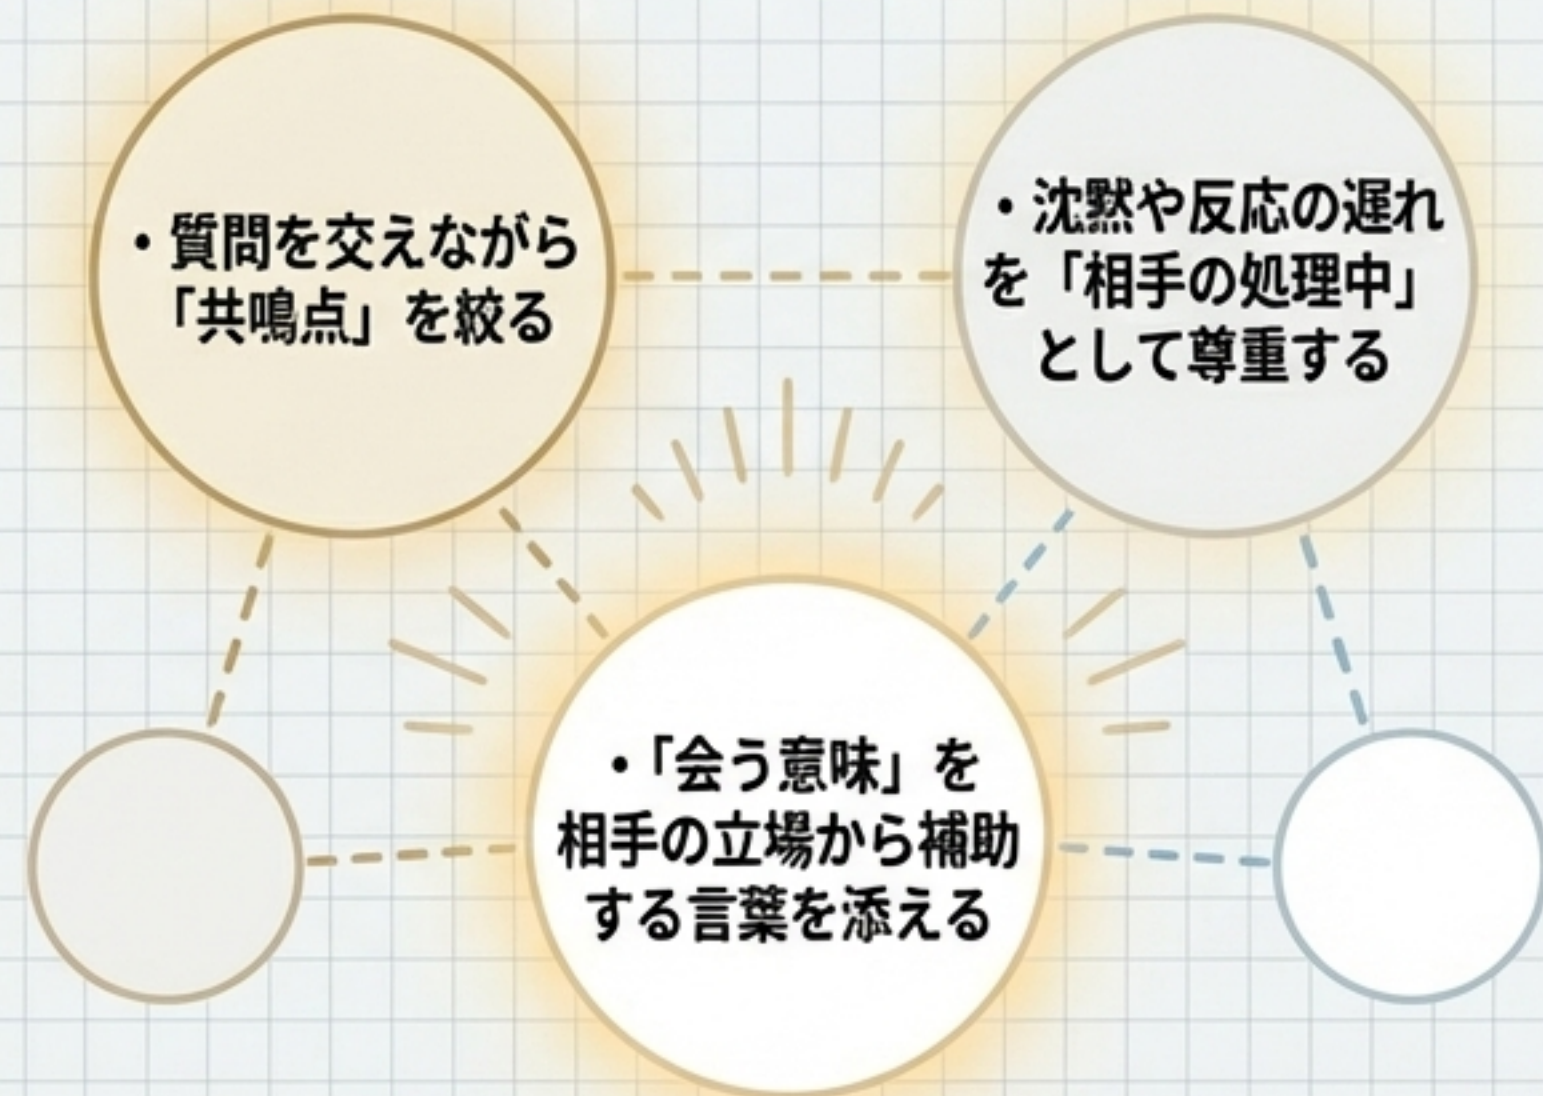 ・質問を交えながら
「共鳴点」を絞る
・沈黙や反応の遅れ
を「相手の処理中」
として尊重する
・「会う意味」を
相手の立場から補助
する言葉を添える